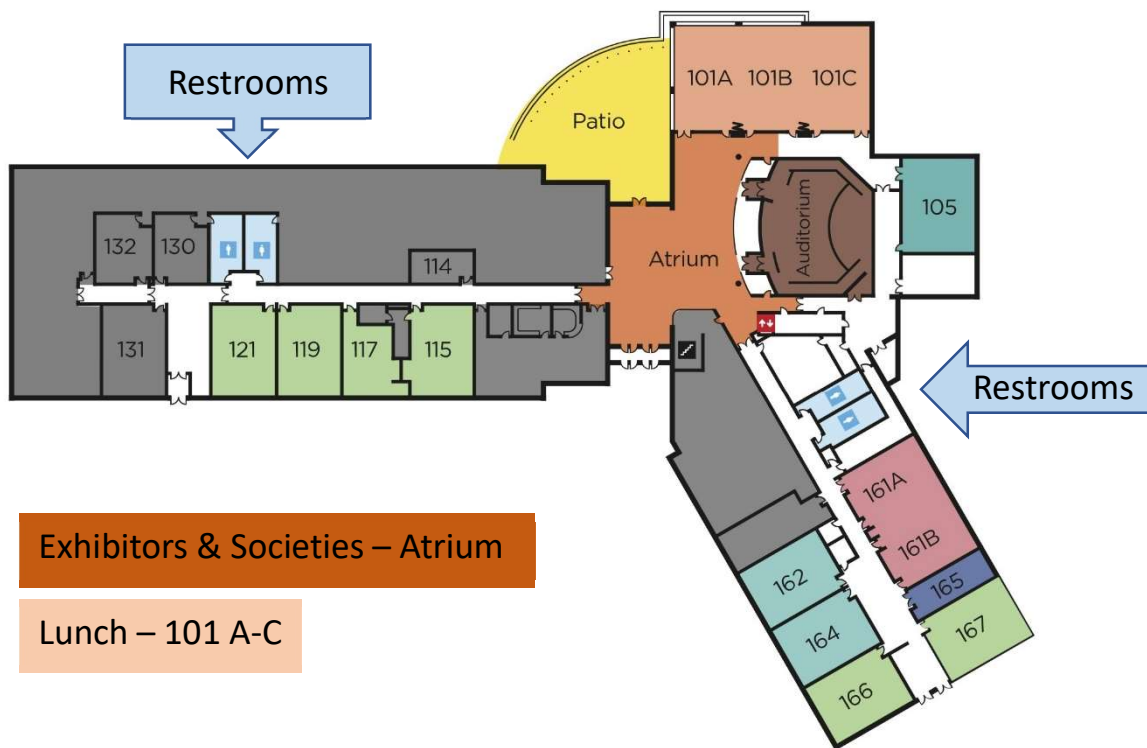 Restrooms
101A
101B
101C
Patio
132
130
114
Atrium
Auditorium
105
131
121
119
117
115
Restrooms
161A
161B
162
165
164
167
166
Exhibitors & Societies – Atrium
Lunch – 101 A-C